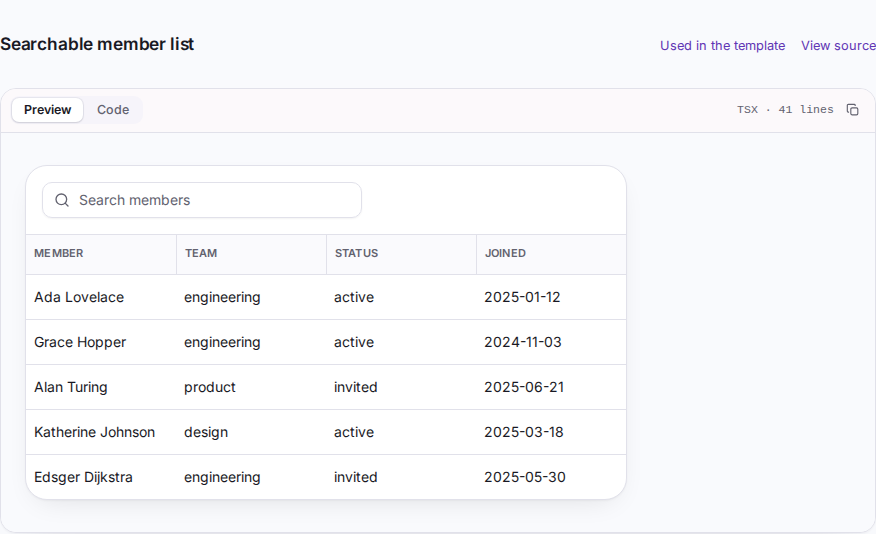 Searchable member list
Used in the template View source
Preview Code TSX · 41 lines
Search members
MEMBER TEAM STATUS JOINED
Ada Lovelace engineering active 2025-01-12
Grace Hopper engineering active 2024-11-03
Alan Turing product invited 2025-06-21
Katherine Johnson design active 2025-03-18
Edsger Dijkstra engineering invited 2025-05-30